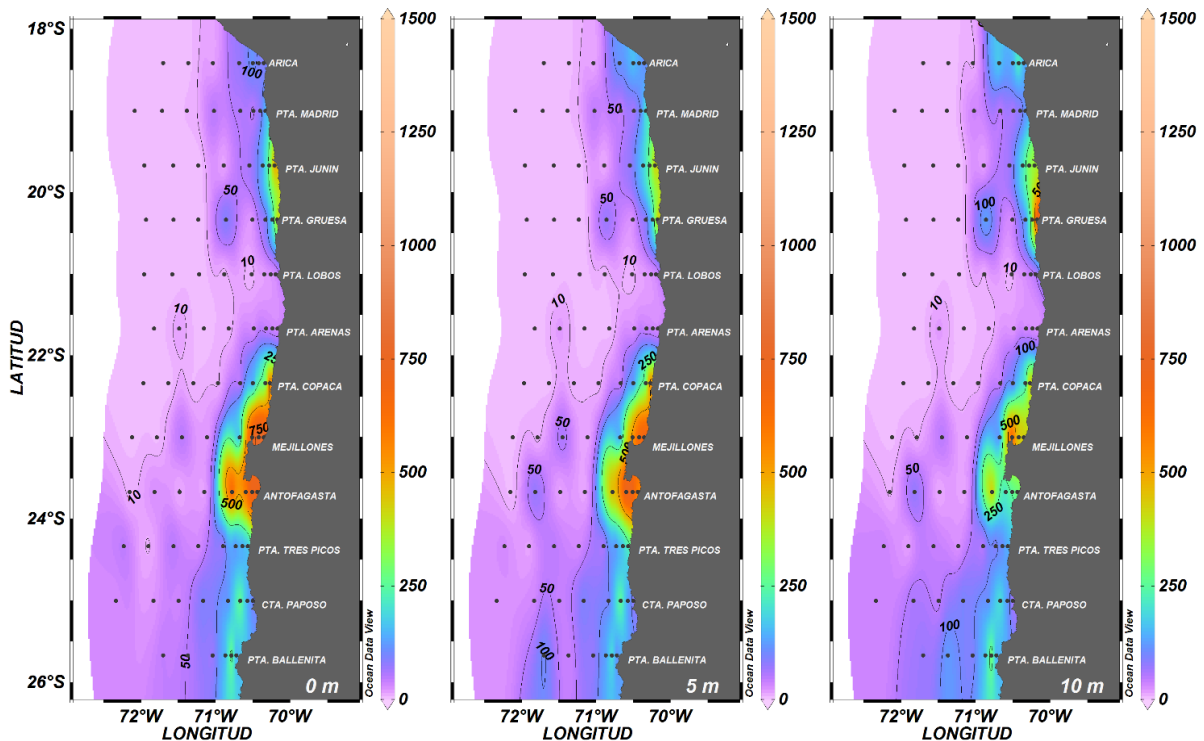 18°S
20°S
22°S
24°S
26°S
LATITUD
ARICA
PTA. MADRID
PTA. JUNIN
PTA. GRUESA
PTA. LOBOS
PTA. ARENAS
PTA. COPACA
MEJILLONES
ANTOFAGASTA
PTA. TRES PICOS
CTA. PAPOSO
PTA. BALLENITA
100
50
10
10
25
750
500
10
50
0 m
Ocean Data View
72°W 71°W 70°W
LONGITUD
1500
1250
1000
750
500
250
0
ARICA
PTA. MADRID
PTA. JUNIN
PTA. GRUESA
PTA. LOBOS
PTA. ARENAS
PTA. COPACA
MEJILLONES
ANTOFAGASTA
PTA. TRES PICOS
CTA. PAPOSO
PTA. BALLENITA
50
50
10
10
250
50
500
50
50
100
5 m
Ocean Data View
72°W 71°W 70°W
LONGITUD
1500
1250
1000
750
500
250
0
ARICA
PTA. MADRID
PTA. JUNIN
PTA. GRUESA
PTA. LOBOS
PTA. ARENAS
PTA. COPACA
MEJILLONES
ANTOFAGASTA
PTA. TRES PICOS
CTA. PAPOSO
PTA. BALLENITA
100
10
10
100
500
50
250
100
10 m
Ocean Data View
72°W 71°W 70°W
LONGITUD
1500
1250
1000
750
500
250
0